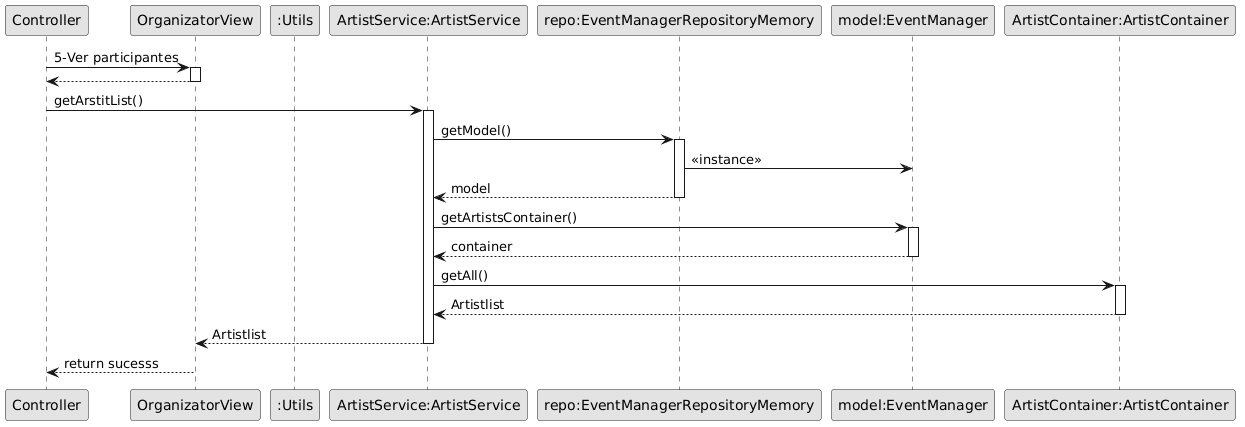 Controller
OrganizatorView
:Utils
ArtistService:ArtistService
repo:EventManagerRepositoryMemory
model:EventManager
ArtistContainer:ArtistContainer
5-Ver participantes
getArstitList()
getModel()
«instance»
model
getArtistsContainer()
container
getAll()
Artistlist
Artistlist
return sucesss
Controller
OrganizatorView
:Utils
ArtistService:ArtistService
repo:EventManagerRepositoryMemory
model:EventManager
ArtistContainer:ArtistContainer